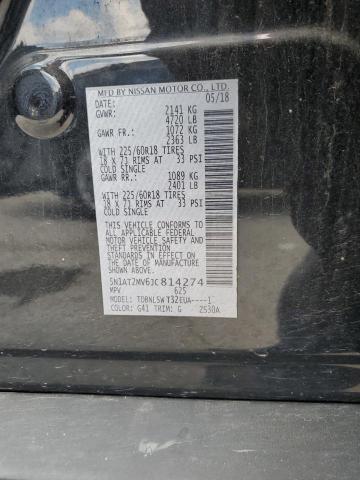 MFD BY NISSAN MOTOR CO., LTD.
DATE: 05/18
GVWR: 2141 KG
4720 LB
GAWR FR.: 1072 KG
2363 LB
WITH 225/60R18 TIRES
18 X 7J RIMS AT 33 PSI
COLD SINGLE
GAWR RR.: 1089 KG
2401 LB
WITH 225/60R18 TIRES
18 X 7J RIMS AT 33 PSI
COLD SINGLE
THIS VEHICLE CONFORMS TO
ALL APPLICABLE FEDERAL
MOTOR VEHICLE SAFETY AND
THEFT PREVENTION
STANDARDS IN EFFECT ON THE
DATE OF MANUFACTURE
SHOWN ABOVE.
5N1AT2MV6JC814274
MPV 625
MODEL: TDBNLSWT32EUA----1
COLOR: G41 TRIM: G 2530A